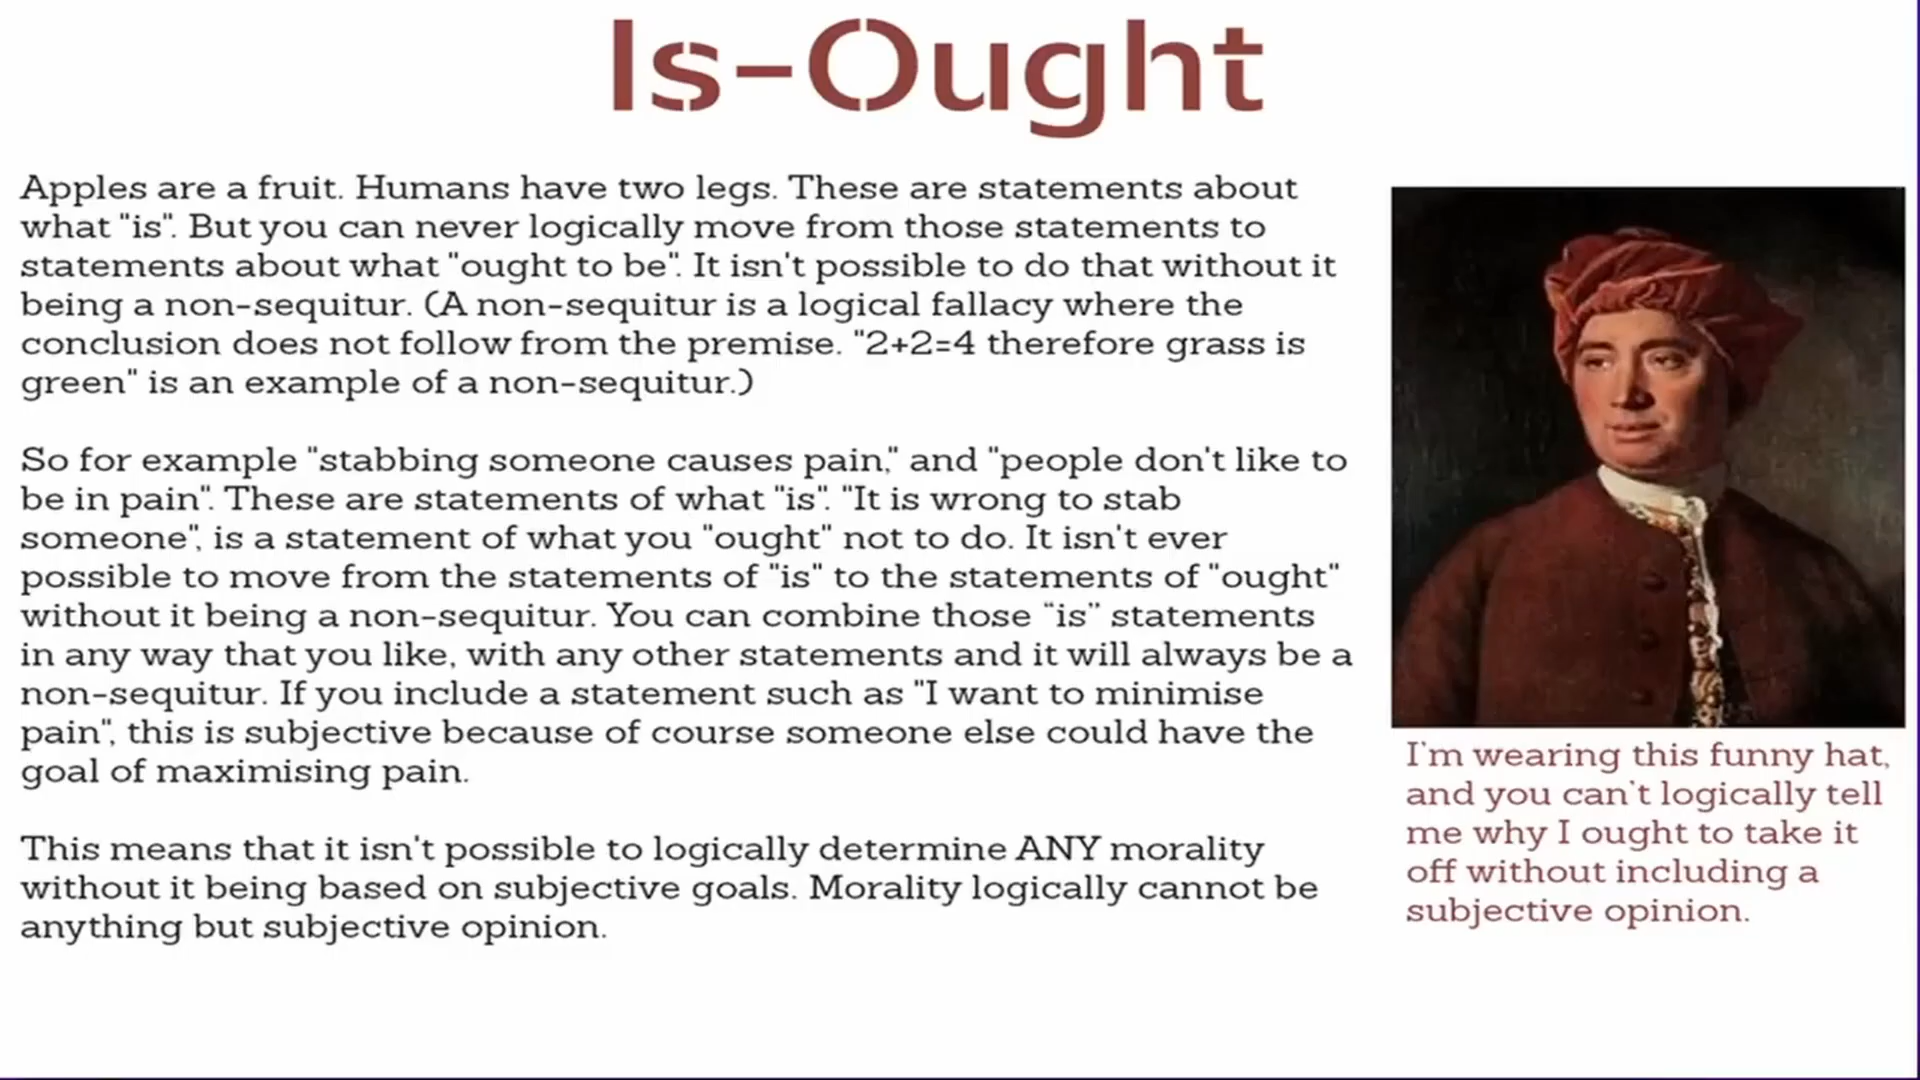 Is-Ought
Apples are a fruit. Humans have two legs. These are statements about
what "is". But you can never logically move from those statements to
statements about what "ought to be". It isn't possible to do that without it
being a non-sequitur. (A non-sequitur is a logical fallacy where the
conclusion does not follow from the premise. "2+2=4 therefore grass is
green" is an example of a non-sequitur.)
So for example "stabbing someone causes pain," and "people don't like to
be in pain". These are statements of what "is". "It is wrong to stab
someone", is a statement of what you "ought" not to do. It isn't ever
possible to move from the statements of "is" to the statements of "ought"
without it being a non-sequitur. You can combine those “is” statements
in any way that you like, with any other statements and it will always be a
non-sequitur. If you include a statement such as "I want to minimise
pain", this is subjective because of course someone else could have the
goal of maximising pain.
This means that it isn't possible to logically determine ANY morality
without it being based on subjective goals. Morality logically cannot be
anything but subjective opinion.
I'm wearing this funny hat,
and you can't logically tell
me why I ought to take it
off without including a
subjective opinion.